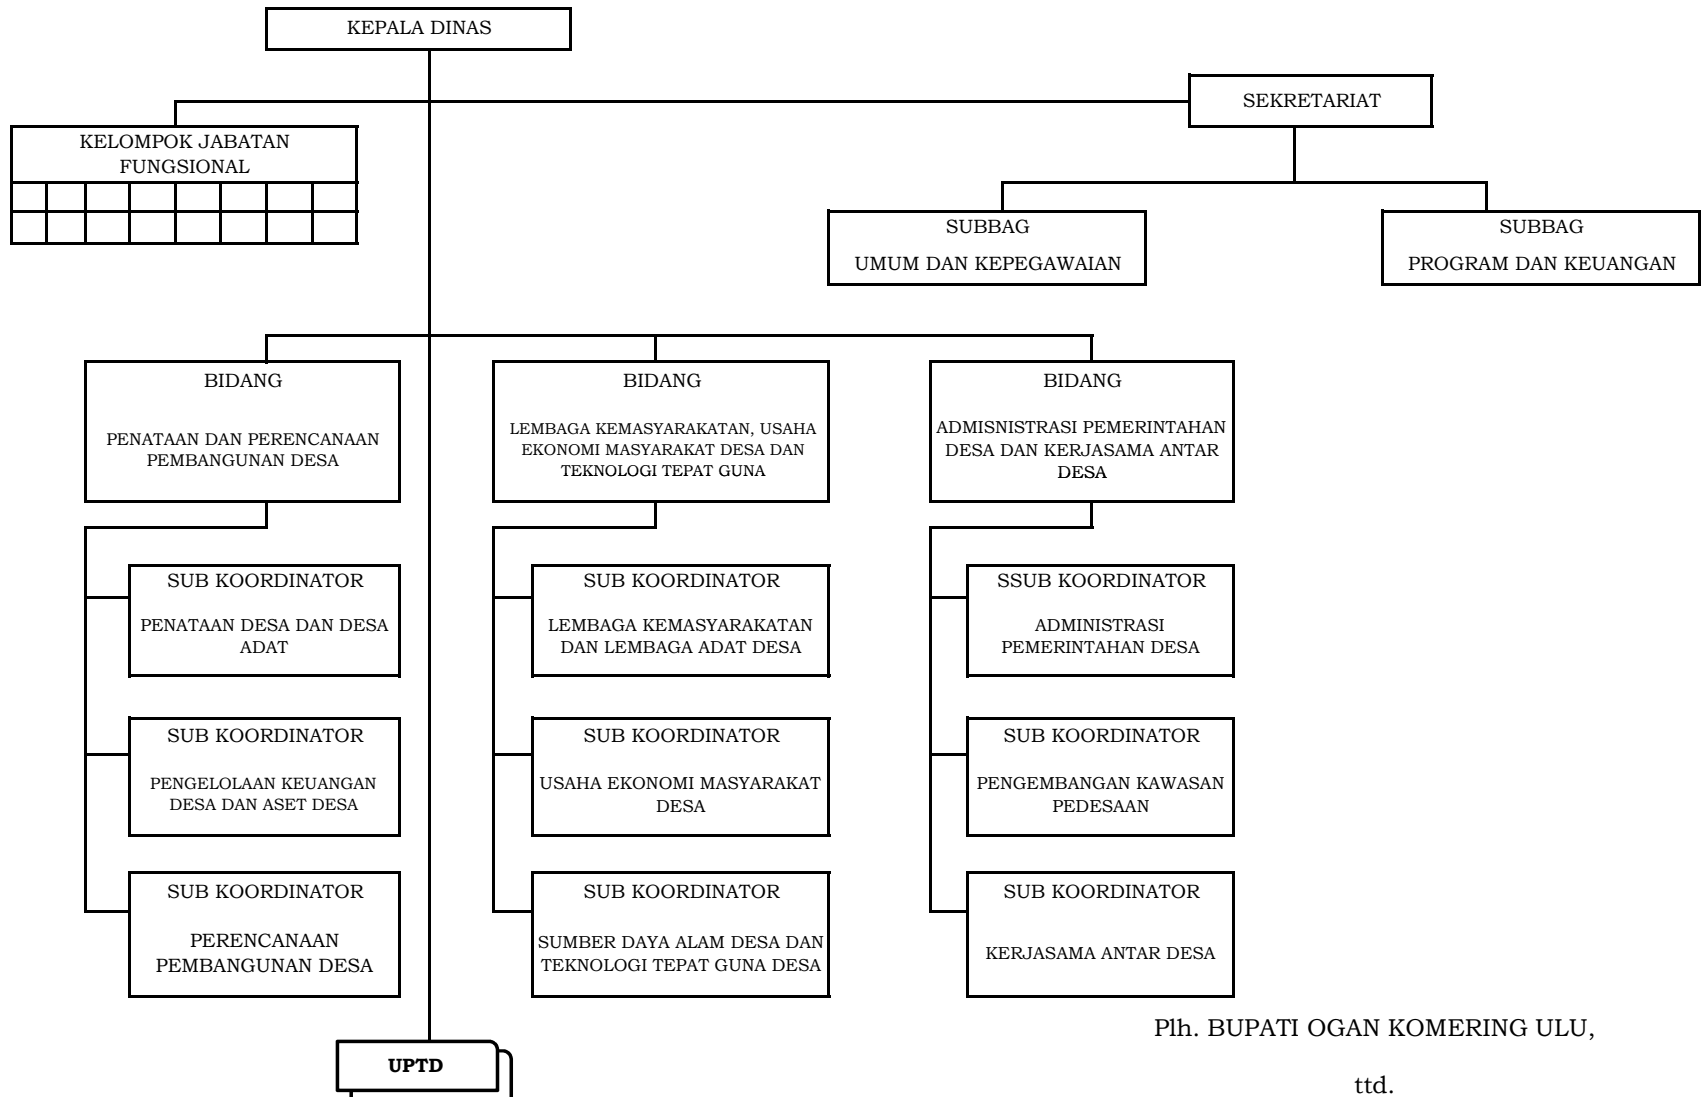 KEPALA DINAS
SEKRETARIAT
KELOMPOK JABATAN
FUNGSIONAL
SUBBAG
UMUM DAN KEPEGAWAIAN
SUBBAG
PROGRAM DAN KEUANGAN
BIDANG
PENATAAN DAN PERENCANAAN
PEMBANGUNAN DESA
BIDANG
LEMBAGA KEMASYARAKATAN, USAHA
EKONOMI MASYARAKAT DESA DAN
TEKNOLOGI TEPAT GUNA
BIDANG
ADMISNISTRASI PEMERINTAHAN
DESA DAN KERJASAMA ANTAR
DESA
SUB KOORDINATOR
PENATAAN DESA DAN DESA
ADAT
SUB KOORDINATOR
LEMBAGA KEMASYARAKATAN
DAN LEMBAGA ADAT DESA
SSUB KOORDINATOR
ADMINISTRASI
PEMERINTAHAN DESA
SUB KOORDINATOR
PENGELOLAAN KEUANGAN
DESA DAN ASET DESA
SUB KOORDINATOR
USAHA EKONOMI MASYARAKAT
DESA
SUB KOORDINATOR
PENGEMBANGAN KAWASAN
PEDESAAN
SUB KOORDINATOR
PERENCANAAN
PEMBANGUNAN DESA
SUB KOORDINATOR
SUMBER DAYA ALAM DESA DAN
TEKNOLOGI TEPAT GUNA DESA
SUB KOORDINATOR
KERJASAMA ANTAR DESA
Plh. BUPATI OGAN KOMERING ULU,
UPTD
ttd.